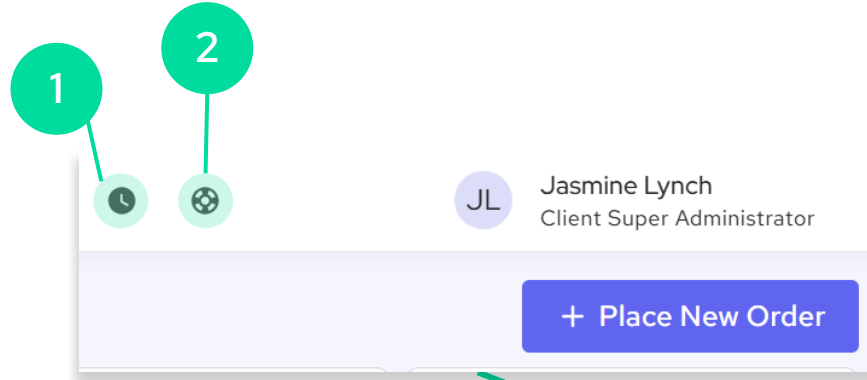 2
1
JL
Jasmine Lynch
Client Super Administrator
+ Place New Order